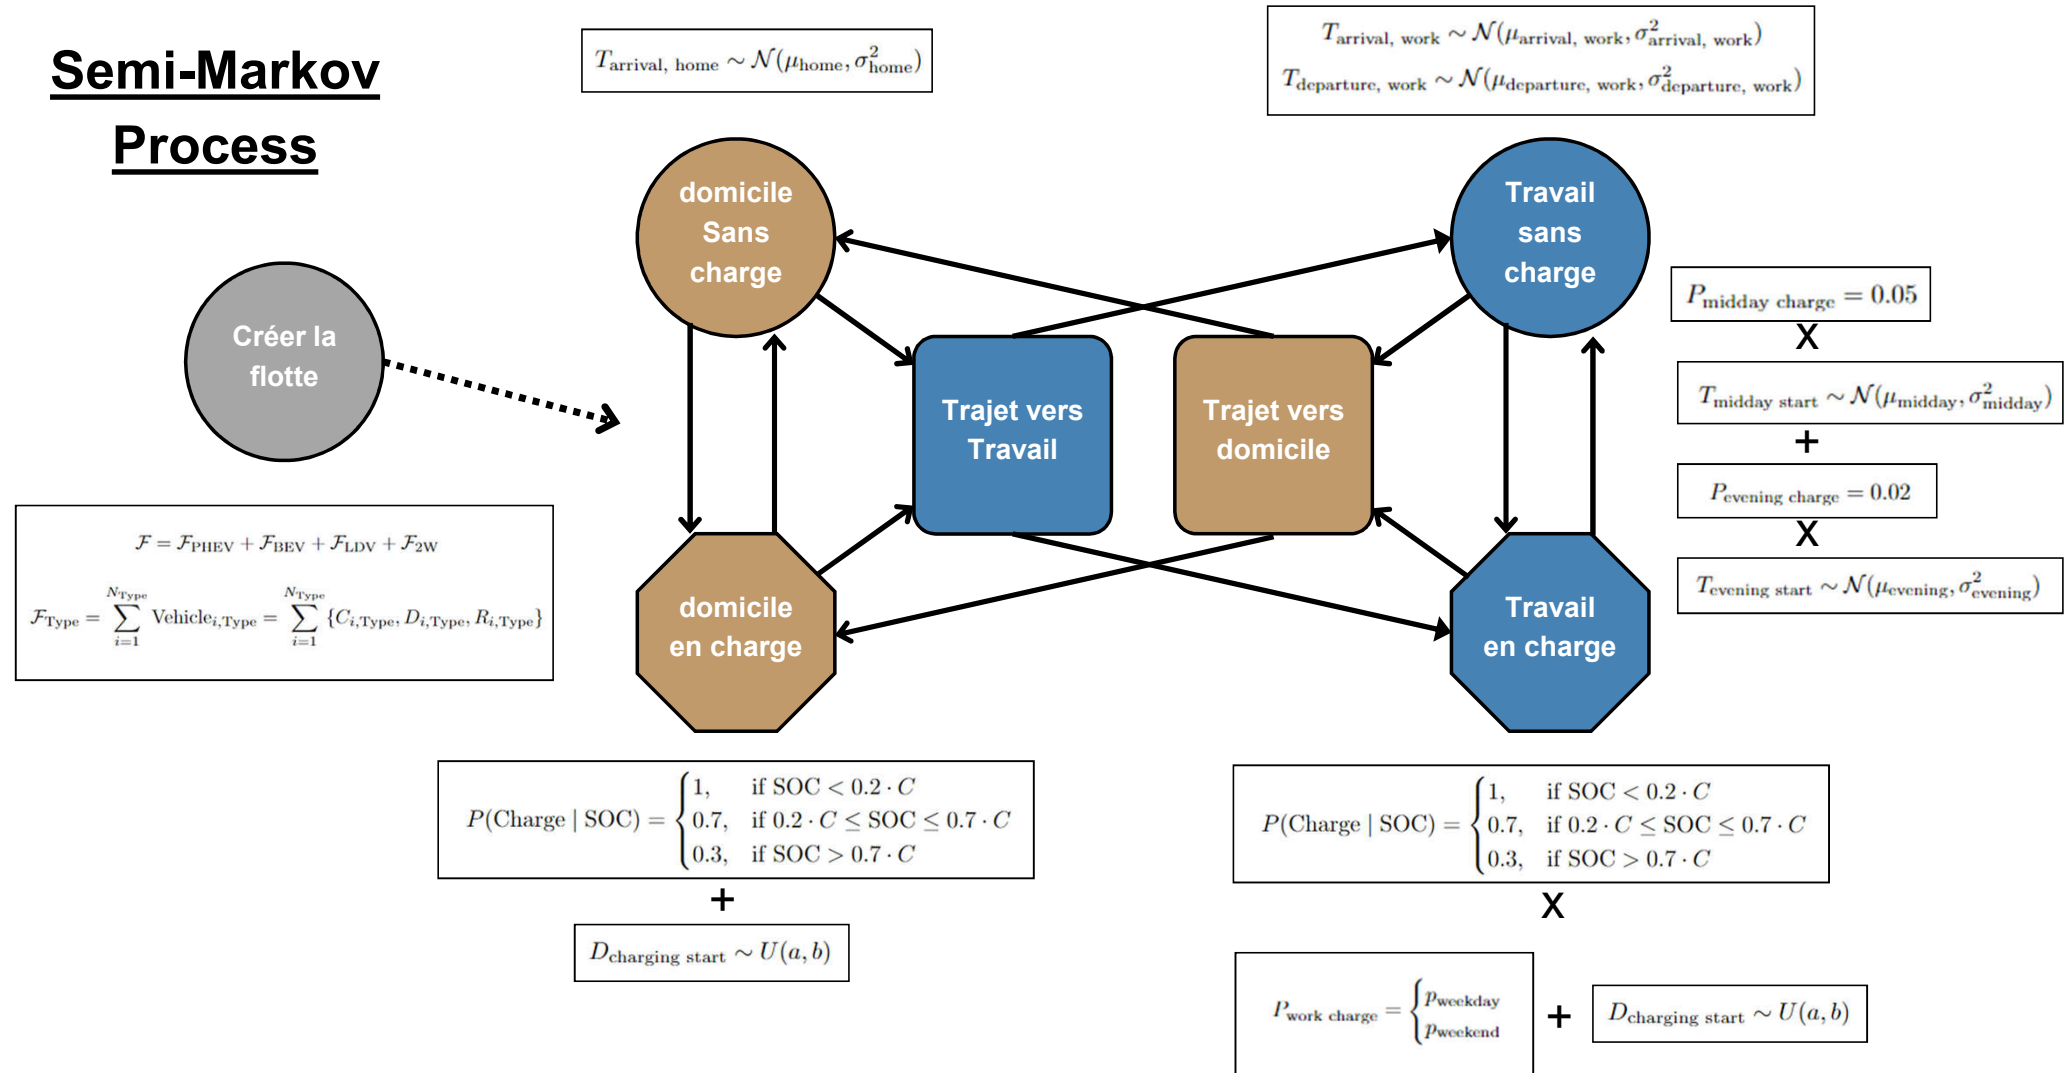 Semi-Markov
Process
T_arrival, home ∼ N(μ_home, σ²_home)
T_arrival, work ∼ N(μ_arrival, work, σ²_arrival, work)
T_departure, work ∼ N(μ_departure, work, σ²_departure, work)
domicile
Sans
charge
Travail
sans
charge
Créer la
flotte
Trajet vers
Travail
Trajet vers
domicile
P_midday charge = 0.05
X
T_midday start ∼ N(μ_midday, σ²_midday)
+
P_evening charge = 0.02
X
T_evening start ∼ N(μ_evening, σ²_evening)
F = F_PHEV + F_BEV + F_LDV + F_2W
F_Type = ∑_{i=1}^{N_Type} Vehicle_i,Type = ∑_{i=1}^{N_Type} {C_i,Type, D_i,Type, R_i,Type}
domicile
en charge
Travail
en charge
P(Charge | SOC) = {
1, if SOC < 0.2 · C
0.7, if 0.2 · C ≤ SOC ≤ 0.7 · C
0.3, if SOC > 0.7 · C
+
D_charging start ∼ U(a, b)
P(Charge | SOC) = {
1, if SOC < 0.2 · C
0.7, if 0.2 · C ≤ SOC ≤ 0.7 · C
0.3, if SOC > 0.7 · C
X
P_work charge = {
p_weekday
p_weekend
+
D_charging start ∼ U(a, b)